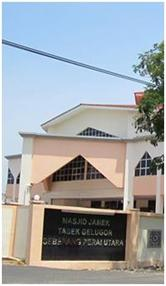 MASJID JAMEK
TASEK GELUGOR
SEBERANG PERAI UTARA